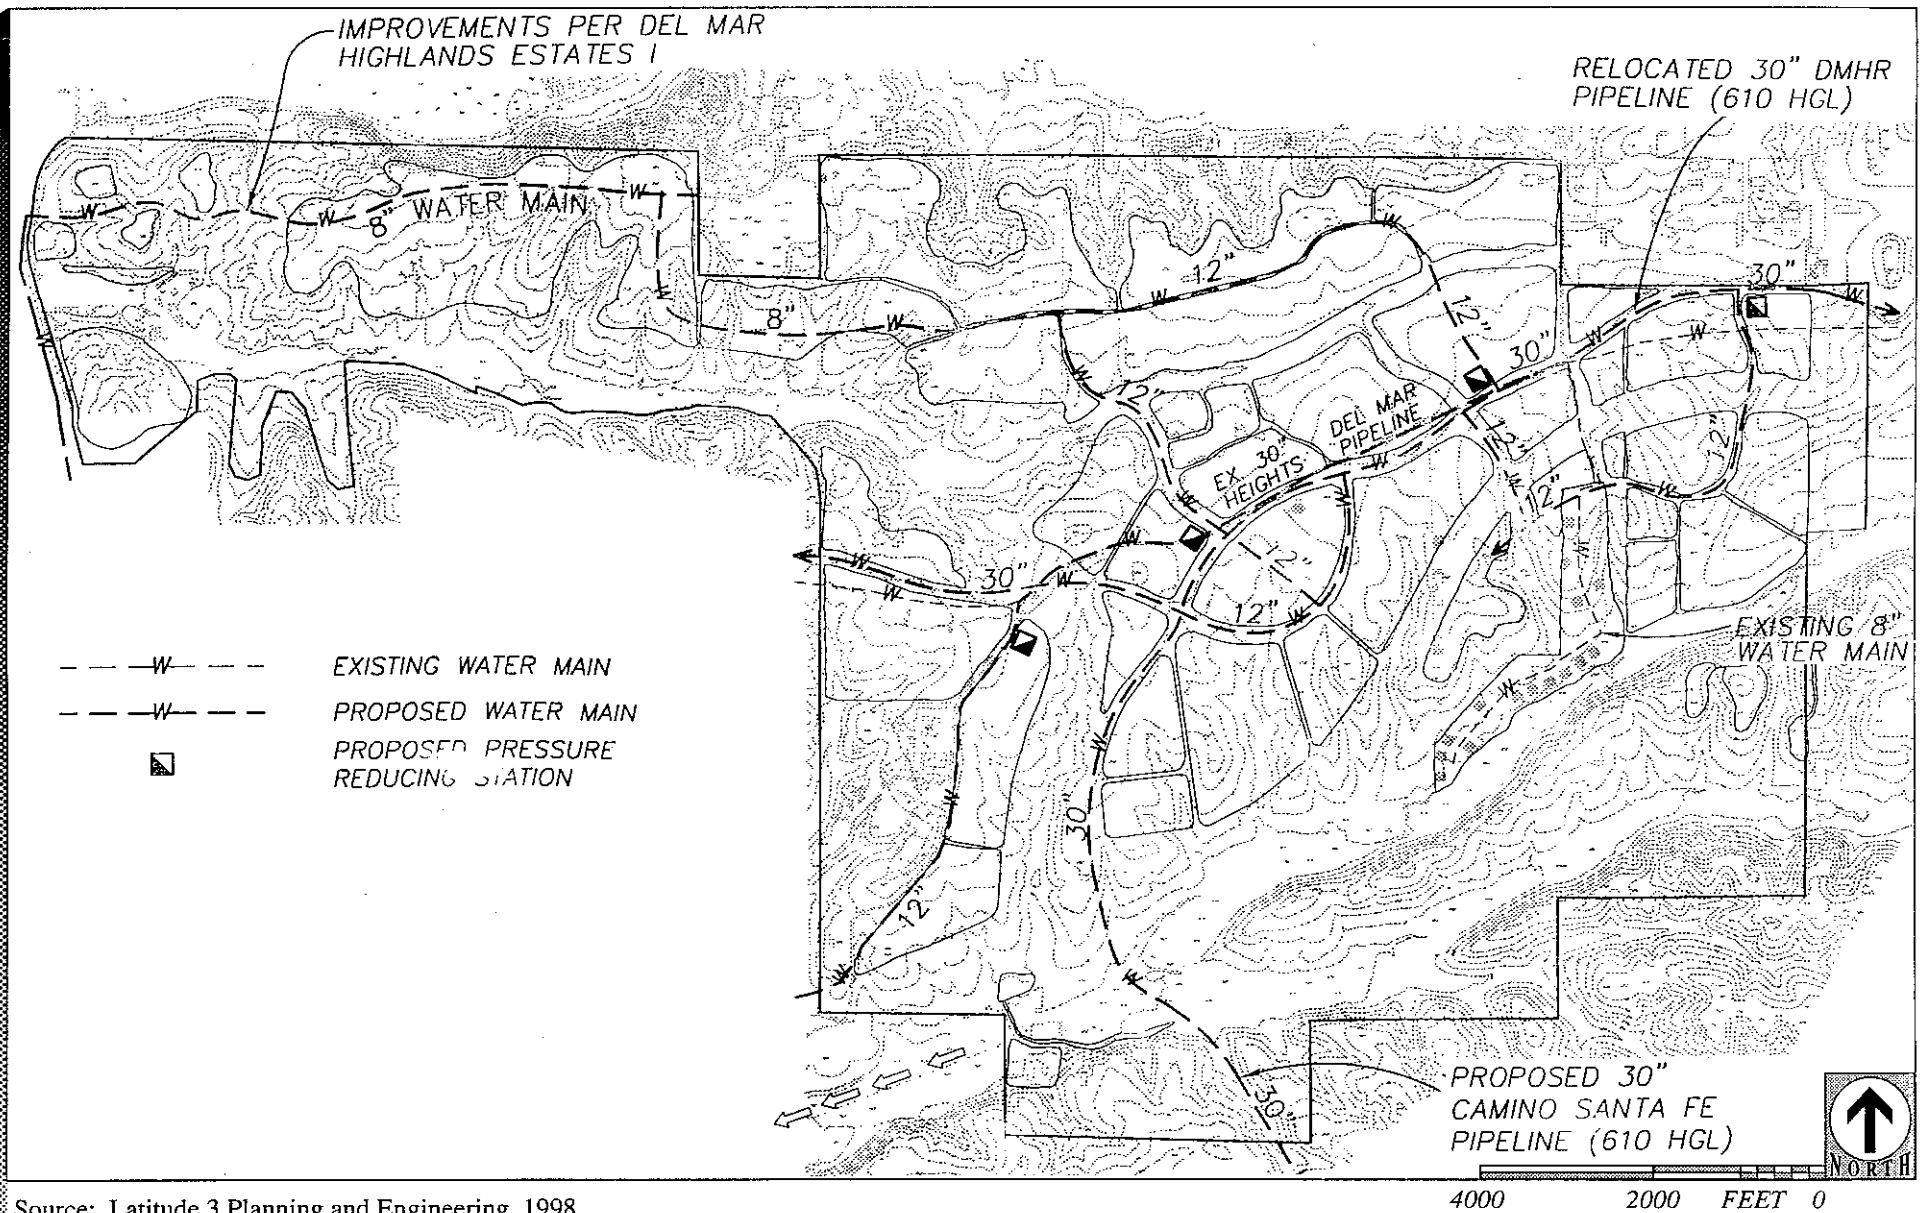 IMPROVEMENTS PER DEL MAR
HIGHLANDS ESTATES I
RELOCATED 30" DMHR
PIPELINE (610 HGL)
W
W
8"
WATER MAIN
W
W
W
8"
W
12"
W
W
12"
30"
W
W
W
30"
W
12"
DEL MAR
PIPELINE
EX. 30"
HEIGHTS
W
W
W
12"
W
12"
W
12"
W
W
W
12"
W
W
30"
W
12"
W
W
EXISTING 8"
WATER MAIN
W
W
30"
W
12"
W
W
30"
W EXISTING WATER MAIN
W PROPOSED WATER MAIN
PROPOSED PRESSURE
REDUCING STATION
PROPOSED 30"
CAMINO SANTA FE
PIPELINE (610 HGL)
NORTH
4000 2000 FEET 0
Source: Latitude 3 Planning and Engineering, 1998